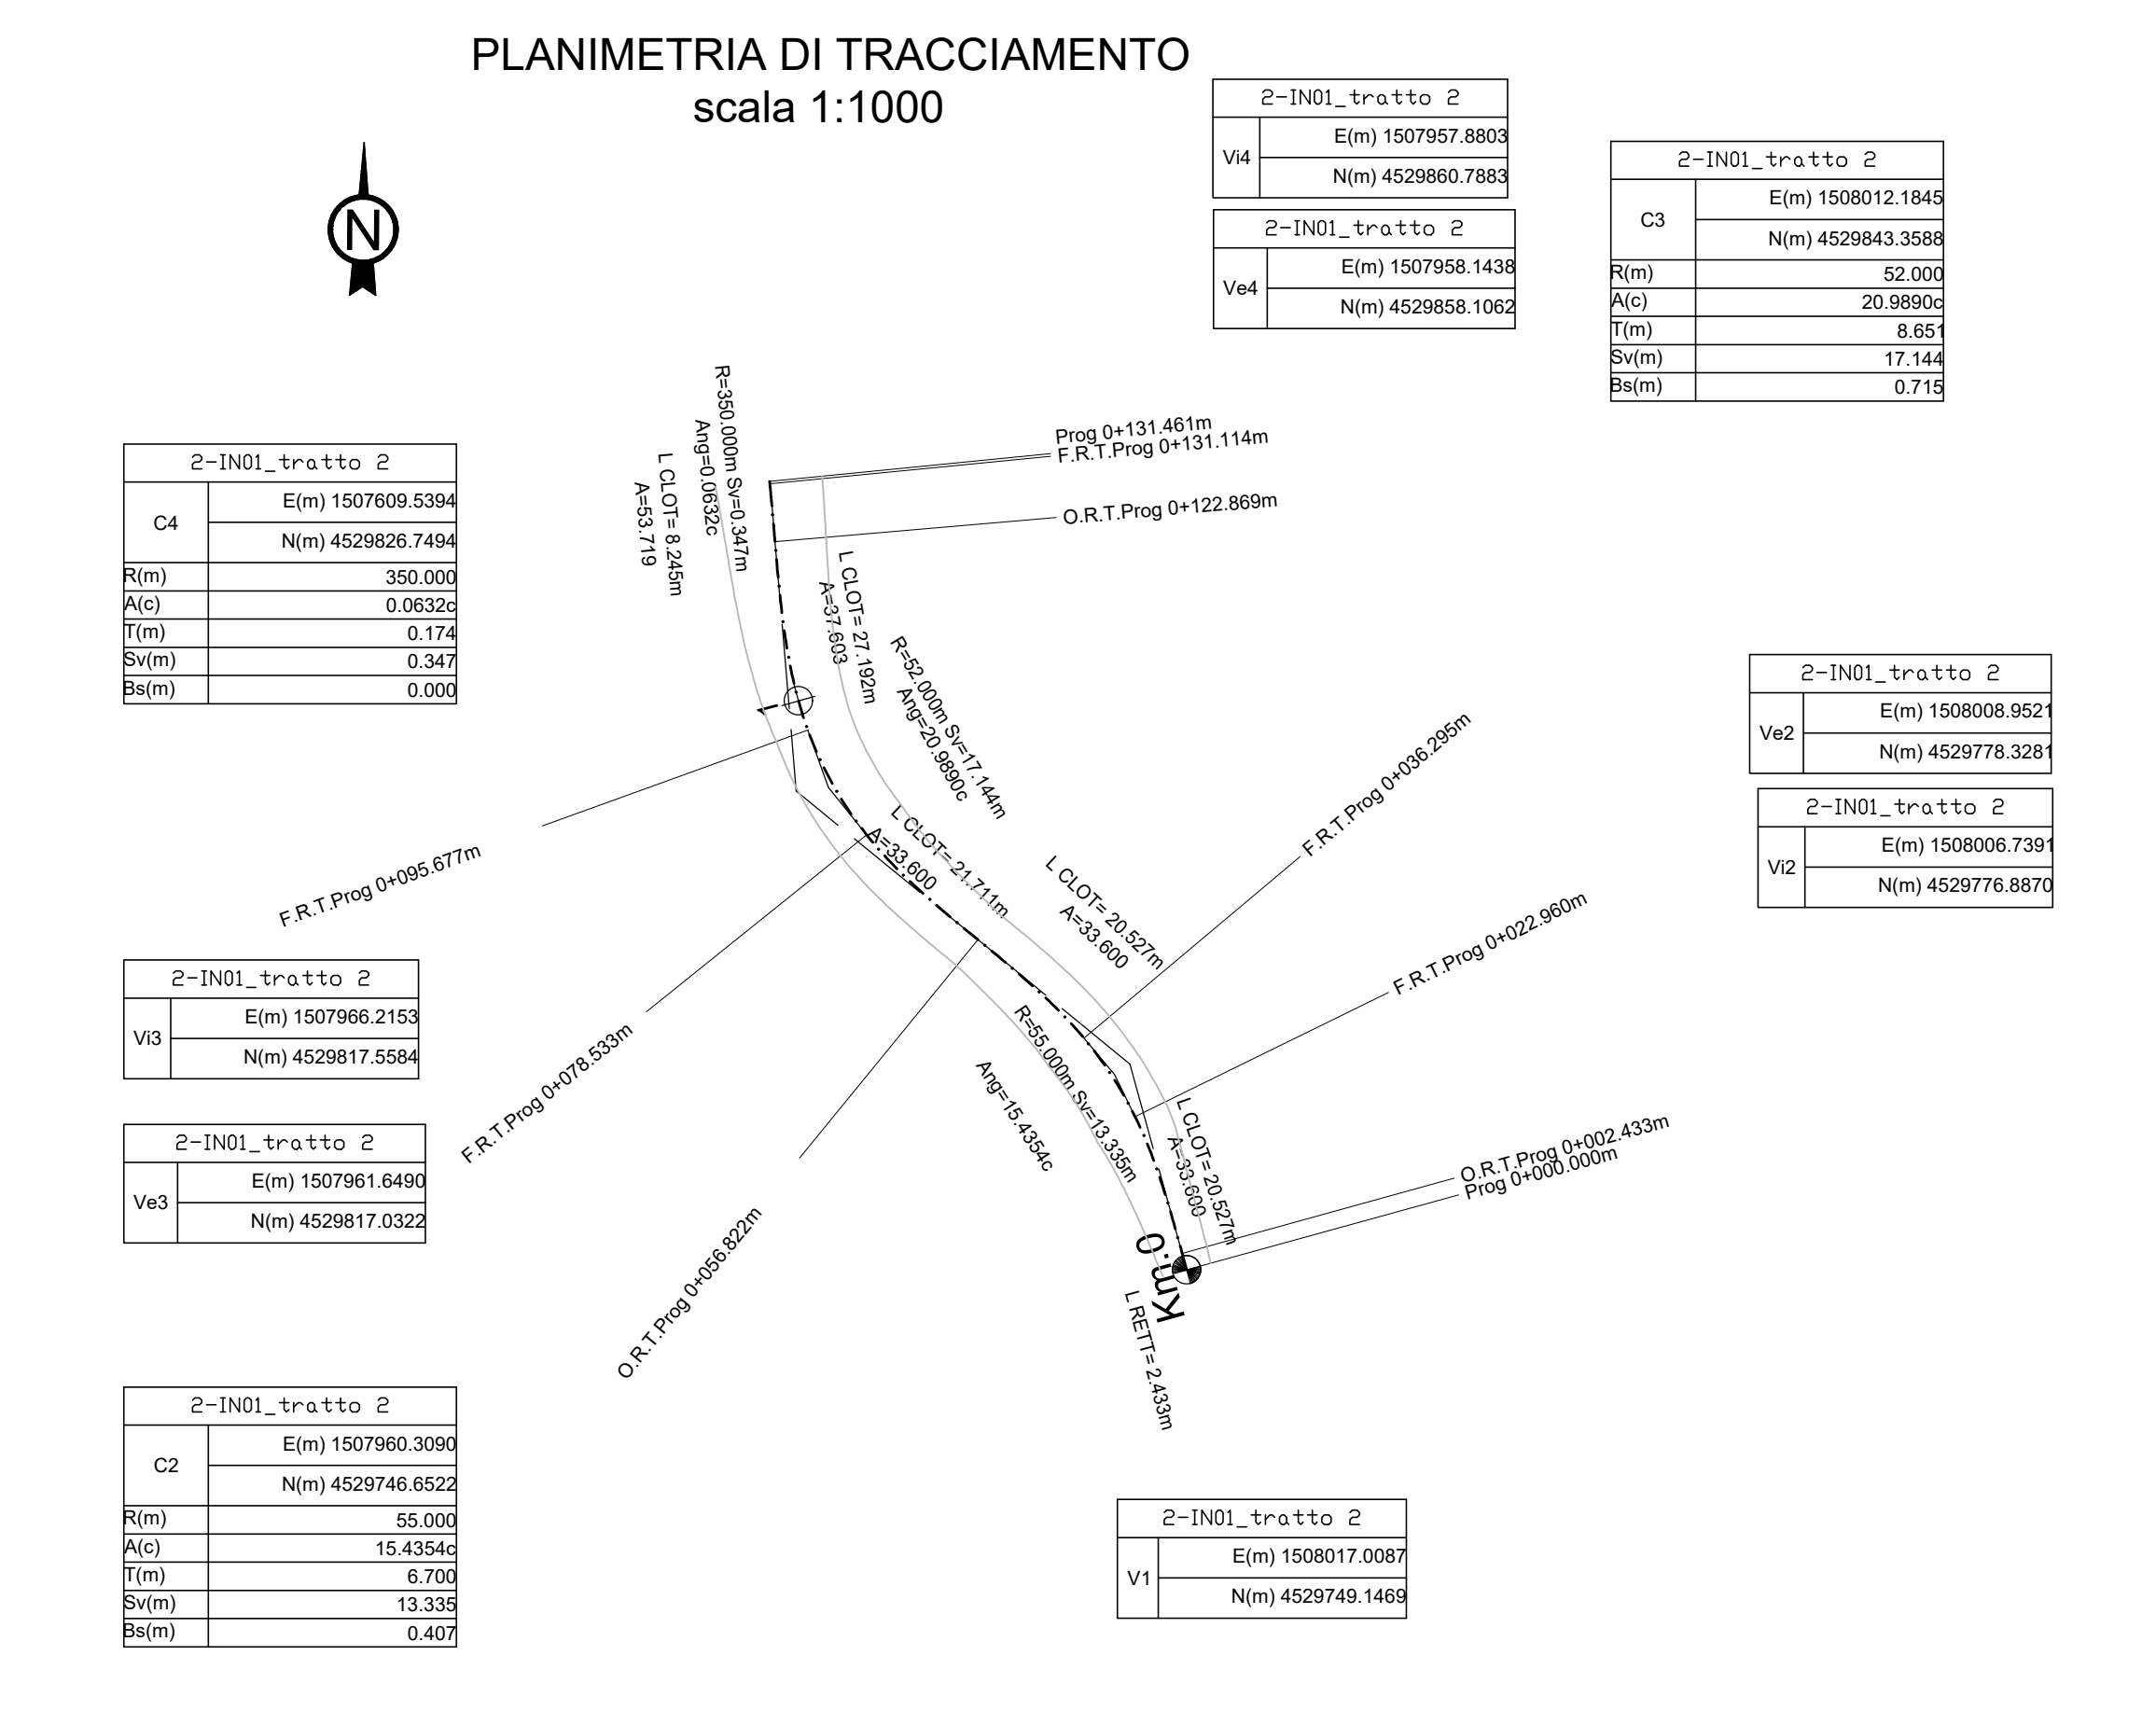 PLANIMETRIA DI TRACCIAMENTO
scala 1:1000
N
2-IN01_tratto 2
Vi4
E(m) 1507957.8803
N(m) 4529860.7883
2-IN01_tratto 2
Ve4
E(m) 1507958.1438
N(m) 4529858.1062
2-IN01_tratto 2
C3
E(m) 1508012.1845
N(m) 4529843.3588
R(m) 52.000
A(c) 20.9890c
T(m) 8.651
Sv(m) 17.144
Bs(m) 0.715
2-IN01_tratto 2
C4
E(m) 1507609.5394
N(m) 4529826.7494
R(m) 350.000
A(c) 0.0632c
T(m) 0.174
Sv(m) 0.347
Bs(m) 0.000
R=350.000m Sv=0.347m
Ang=0.0632c
L CLOT= 8.245m
A=53.719
Prog 0+131.461m
F.R.T.Prog 0+131.114m
O.R.T.Prog 0+122.869m
L CLOT= 27.192m
A=37.603
R=52.000m Sv=17.144m
Ang=20.9890c
1
F.R.T.Prog 0+095.677m
L CLOT= 21.711m
A=33.600
F.R.T.Prog 0+078.533m
L CLOT= 20.527m
A=33.600
F.R.T.Prog 0+036.295m
F.R.T.Prog 0+022.960m
2-IN01_tratto 2
Ve2
E(m) 1508008.9521
N(m) 4529778.3281
2-IN01_tratto 2
Vi2
E(m) 1508006.7391
N(m) 4529776.8870
2-IN01_tratto 2
Vi3
E(m) 1507966.2153
N(m) 4529817.5584
2-IN01_tratto 2
Ve3
E(m) 1507961.6490
N(m) 4529817.0322
O.R.T.Prog 0+056.822m
R=55.000m Sv=13.335m
Ang=15.4354c
L CLOT= 20.527m
A=33.600
O.R.T.Prog 0+002.433m
Prog 0+000.000m
Km.0
L RETT= 2.433m
2-IN01_tratto 2
C2
E(m) 1507960.3090
N(m) 4529746.6522
R(m) 55.000
A(c) 15.4354c
T(m) 6.700
Sv(m) 13.335
Bs(m) 0.407
2-IN01_tratto 2
V1
E(m) 1508017.0087
N(m) 4529749.1469